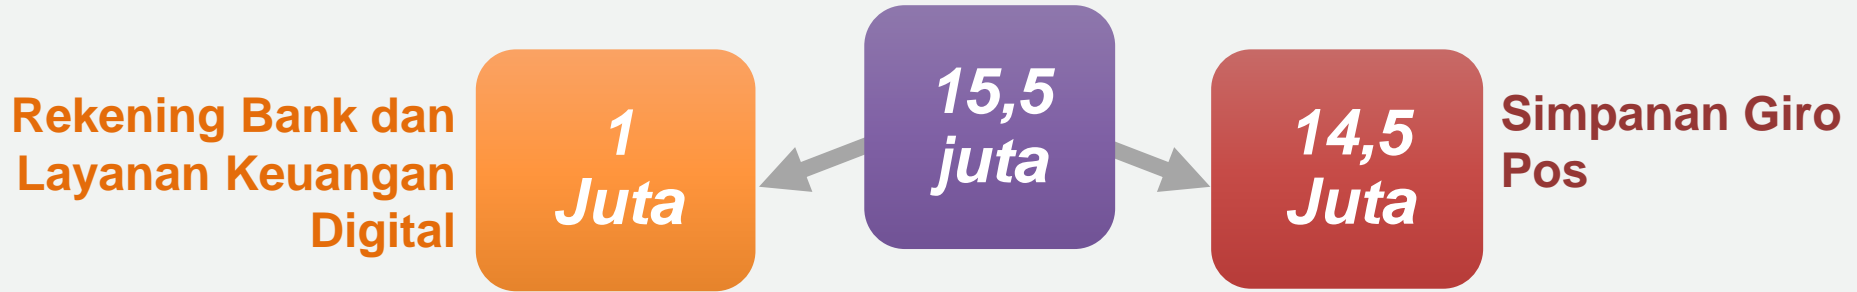 Rekening Bank dan
Layanan Keuangan
Digital
1
Juta
15,5
juta
14,5
Juta
Simpanan Giro
Pos